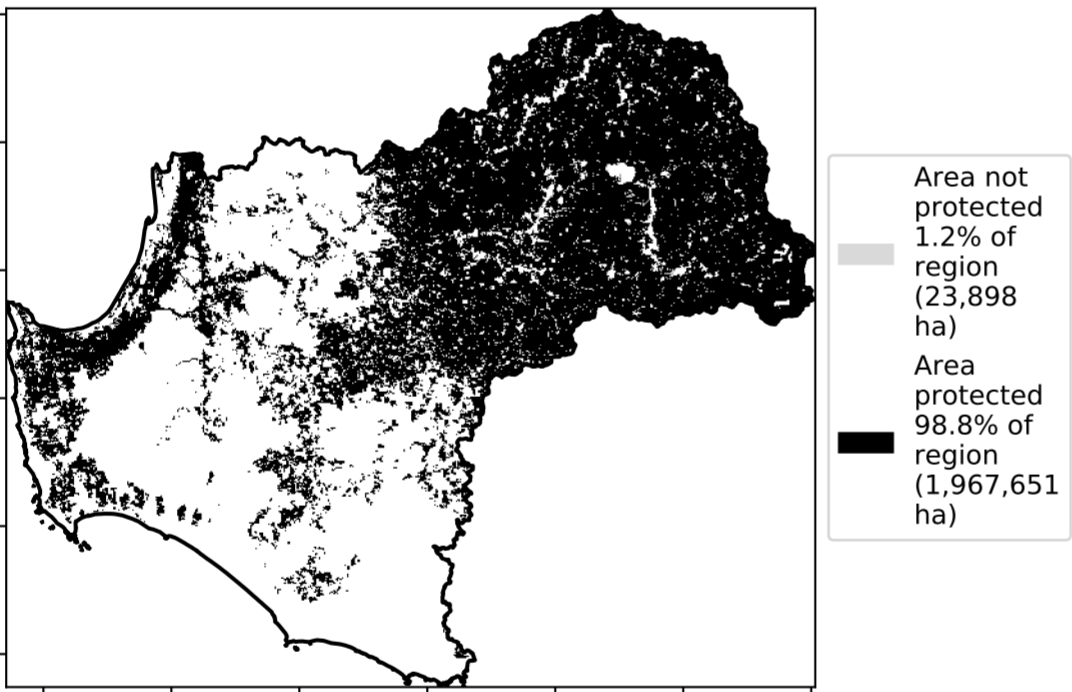 Area not
protected
1.2% of
region
(23,898
ha)
Area
protected
98.8% of
region
(1,967,651
ha)